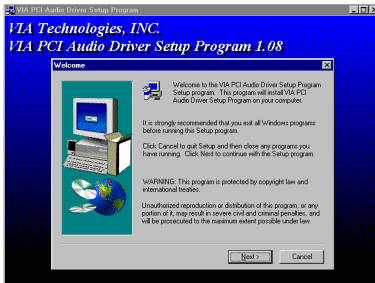 VIA PCI Audio Driver Setup Program
VIA Technologies, INC.
VIA PCI Audio Driver Setup Program 1.08
Welcome
Welcome to the VIA PCI Audio Driver Setup Program
Setup program. This program will install VIA PCI
Audio Driver Setup Program on your computer.
It is strongly recommended that you exit all Windows programs
before running this Setup program.
Click Cancel to quit Setup and then close any programs you
have running. Click Next to continue with the Setup program.
WARNING: This program is protected by copyright law and
international treaties.
Unauthorized reproduction or distribution of this program, or any
portion of it, may result in severe civil and criminal penalties, and
will be prosecuted to the maximum extent possible under law.
Next >
Cancel